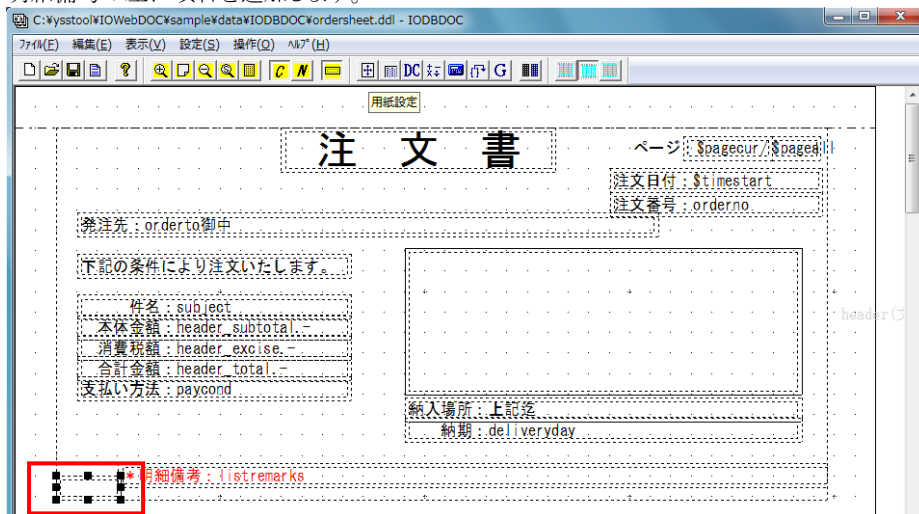 C:¥ysstool¥IOWebDOC¥sample¥data¥IODBDOC¥ordersheet.ddl - IODBDOC
ファイル(F) 編集(E) 表示(V) 設定(S) 操作(O) ヘルプ(H)
用紙設定
注 文 書
ページ: $pagecur/$pageall
注文日付:$timestart
注文番号:orderno
発注先:orderto御中
下記の条件により注文いたします。
件名:subject
本体金額:header_subtotal.-
消費税額:header_excise.-
header
合計金額:header_total.-
支払い方法:paycond
納入場所:上記迄
納期:deliveryday
*明細備考:listremarks